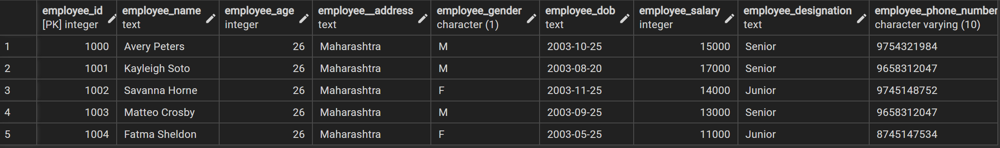 employee_id employee_name employee_age employee__address employee_gender employee_dob employee_salary employee_designation employee_phone_number
[PK] integer text integer text character (1) text integer text character varying (10)
1 1000 Avery Peters 26 Maharashtra M 2003-10-25 15000 Senior 9754321984
2 1001 Kayleigh Soto 26 Maharashtra M 2003-08-20 17000 Senior 9658312047
3 1002 Savanna Horne 26 Maharashtra F 2003-11-25 14000 Junior 9745148752
4 1003 Matteo Crosby 26 Maharashtra M 2003-09-25 13000 Senior 9658312047
5 1004 Fatma Sheldon 26 Maharashtra F 2003-05-25 11000 Junior 8745147534